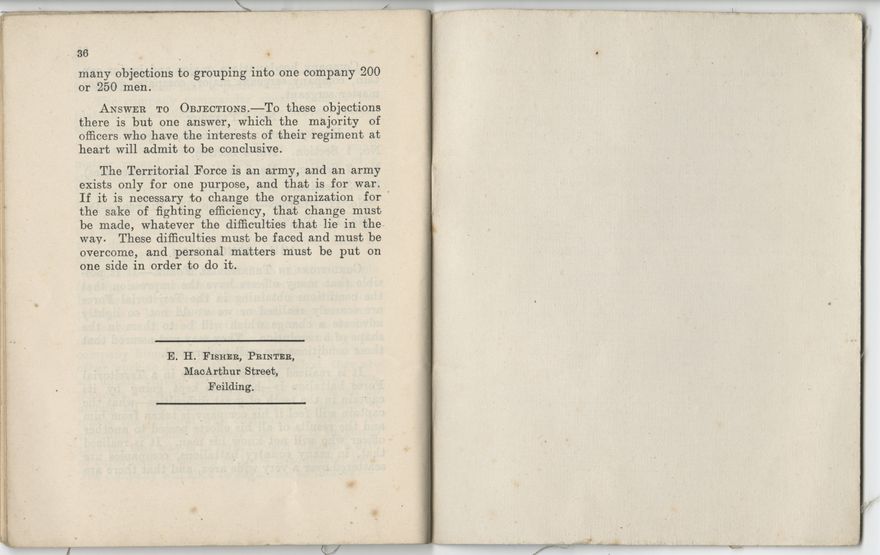 36
many objections to grouping into one company 200
or 250 men.
Answer to Objections.—To these objections
there is but one answer, which the majority of
officers who have the interests of their regiment at
heart will admit to be conclusive.
The Territorial Force is an army, and an army
exists only for one purpose, and that is for war.
If it is necessary to change the organization for
the sake of fighting efficiency, that change must
be made, whatever the difficulties that lie in the
way. These difficulties must be faced and must be
overcome, and personal matters must be put on
one side in order to do it.
E. H. Fisher, Printer,
MacArthur Street,
Feilding.